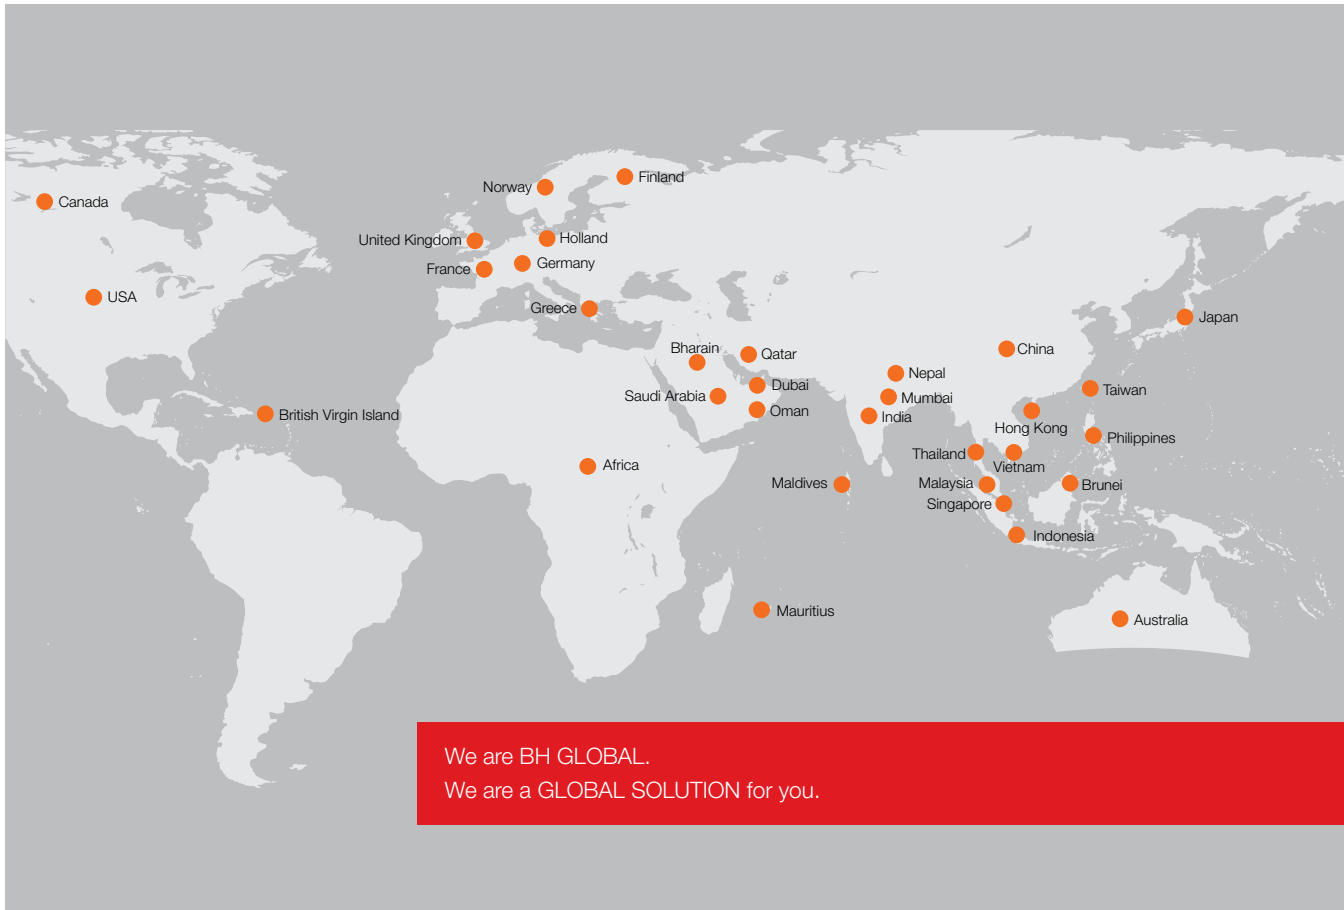 Finland
Norway
Canada
Holland
United Kingdom
Germany
France
USA
Greece
Japan
Bharain
China
Qatar
Nepal
Dubai
Taiwan
Saudi Arabia
Mumbai
Oman
British Virgin Island
India
Hong Kong
Philippines
Thailand
Vietnam
Africa
Maldives
Malaysia
Brunei
Singapore
Indonesia
Mauritius
Australia
We are BH GLOBAL.
We are a GLOBAL SOLUTION for you.